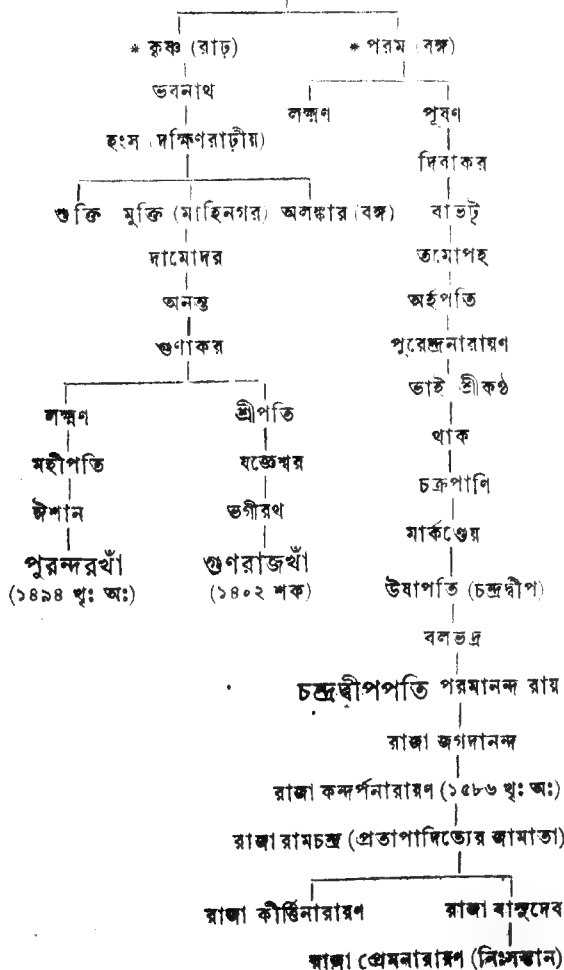 * কৃষ্ণ (রাঢ়) * পরম (বঙ্গ)
ভবনাথ
লক্ষ্মণ পূষণ
হংস (দক্ষিণরাঢ়ীয়)
দিবাকর
শুক্তি মুক্তি (মাহিনগর) অলঙ্কার (বঙ্গ) বাভট্
দামোদর তমোপহ
অনন্ত অর্হপতি
গুণাকর পুরেন্দ্রনারায়ণ
ভাই শ্রীকণ্ঠ
লক্ষ্মণ শ্রীপতি
থাক
মহীপতি যজ্ঞেশ্বর
চক্রপাণি
ঈশান ভগীরথ
মার্কণ্ডেয়
পুরন্দরখাঁ গুণরাজখাঁ
(১৪৯৪ খৃঃ অঃ) (১৪০২ শক) উষাপতি (চন্দ্রদ্বীপ)
বলভদ্র
চন্দ্রদ্বীপপতি পরমানন্দ রায়
রাজা জগদানন্দ
রাজা কন্দর্পনারায়ণ (১৫৮৬ খৃঃ অঃ)
রাজা রামচন্দ্র (প্রতাপাদিত্যের জামাতা)
রাজা কীর্ত্তিনারায়ণ রাজা বাসুদেব
রাজা প্রেমনারায়ণ (নিঃসন্তান)